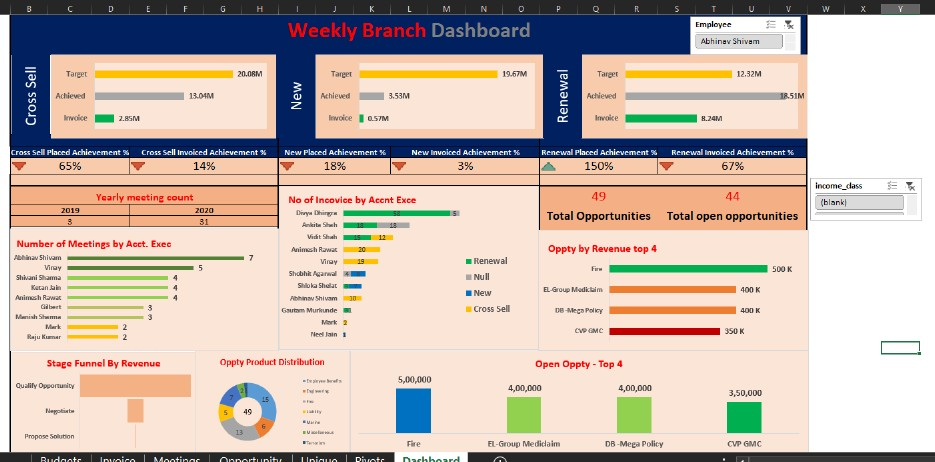 B C D E F G H I J K L M N O P Q R S T U V W X Y
Weekly Branch Dashboard
Employee
Abhinav Shivam
Cross Sell
Target 20.08M
Achieved 13.04M
Invoice 2.85M
New
Target 19.67M
Achieved 3.53M
Invoice 0.57M
Renewal
Target 12.32M
Achieved 18.51M
Invoice 8.24M
Cross Sell Placed Achievement % Cross Sell Invoiced Achievement % New Placed Achievement % New Invoiced Achievement % Renewal Placed Achievement % Renewal Invoiced Achievement %
65% 14% 18% 3% 150% 67%
Yearly meeting count
2019 2020
3 31
Number of Meetings by Acct. Exec
Abhinav Shivam 7
Vinay 5
Shivani Sharma 4
Ketan Jain 4
Animesh Rawat 4
Gilbert 3
Manish Sharma 3
Mark 2
Raju Kumar 2
No of Incovice by Accnt Exce
Divya Dhingra 5
Ankita Shah 13
Vidit Shah 12
Animesh Rawat 20
Vinay 19
Shobhit Agarwal 4
Shloka Shelat
Abhinav Shivam 10
Gautam Murkunde
Mark 2
Neel Jain
Renewal
Null
New
Cross Sell
49 44
Total Opportunities Total open opportunities
income_class
(blank)
Oppty by Revenue top 4
Fire 500 K
EL-Group Mediclaim 400 K
DB -Mega Policy 400 K
CVP GMC 350 K
Stage Funnel By Revenue
Qualify Opportunity
Negotiate
Propose Solution
Oppty Product Distribution
49
15
6
13
5
7
3
Employee Benefits
Engineering
Fire
Liability
Marine
Miscellaneous
Terrorism
Open Oppty - Top 4
5,00,000 4,00,000 4,00,000 3,50,000
Fire EL-Group Mediclaim DB -Mega Policy CVP GMC
Budgets Invoice Meetings Opportunity Unique Pivots Dashboard